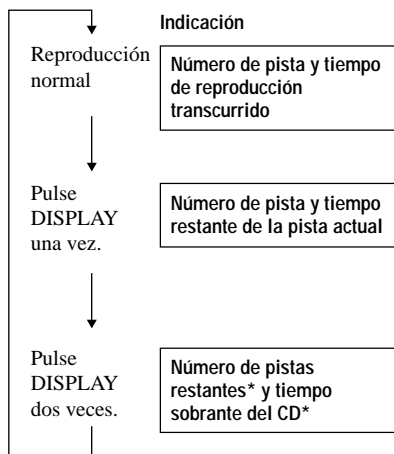 Indicación
Reproducción
normal
Número de pista y tiempo
de reproducción
transcurrido
Pulse
DISPLAY
una vez.
Número de pista y tiempo
restante de la pista actual
Pulse
DISPLAY
dos veces.
Número de pistas
restantes* y tiempo
sobrante del CD*